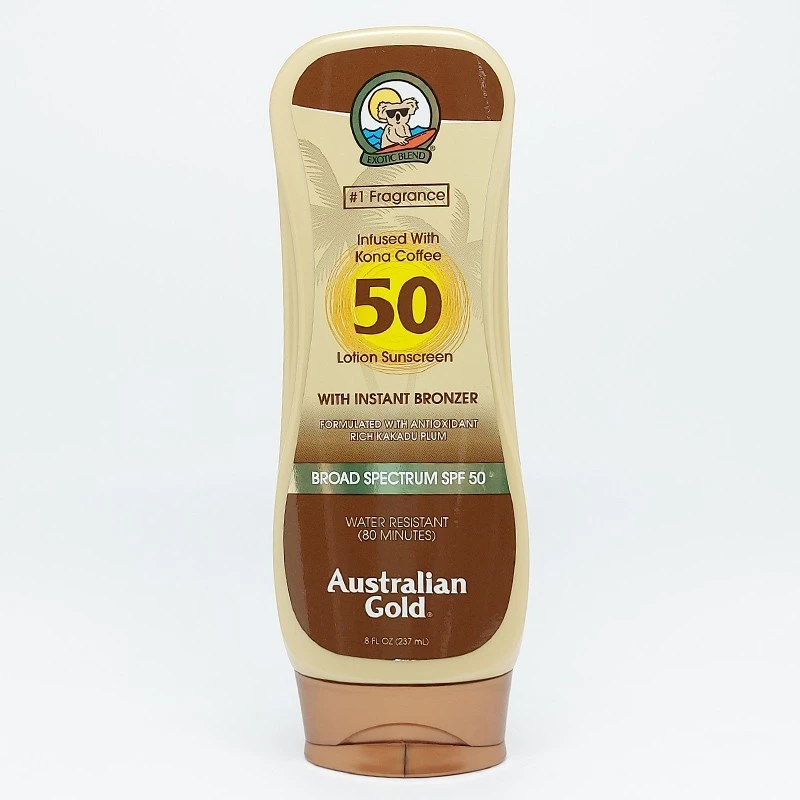 EXOTIC BLEND®
#1 Fragrance
Infused With
Kona Coffee
50
Lotion Sunscreen
WITH INSTANT BRONZER
FORMULATED WITH ANTIOXIDANT
RICH KAKADU PLUM
BROAD SPECTRUM SPF 50
WATER RESISTANT
(80 MINUTES)
Australian
Gold®
8 FL OZ (237 mL)